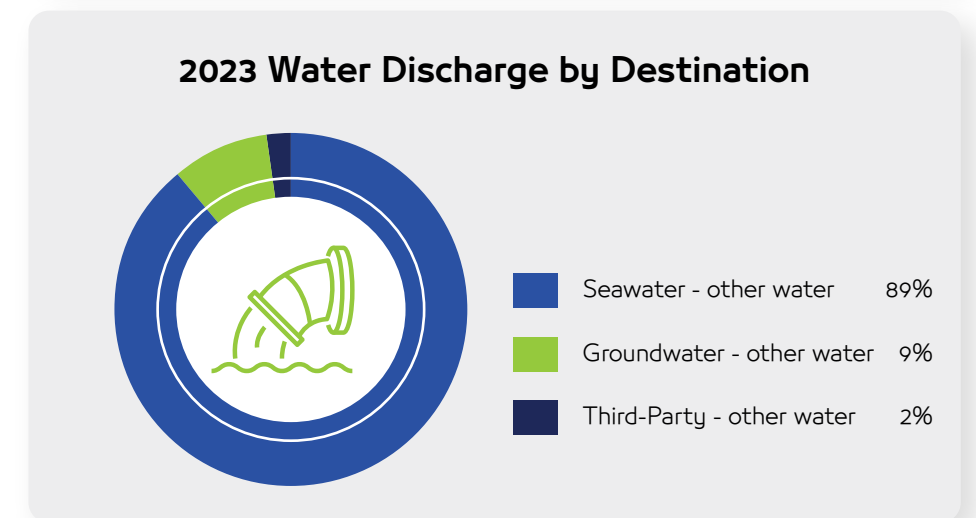 2023 Water Discharge by Destination
Seawater - other water 89%
Groundwater - other water 9%
Third-Party - other water 2%